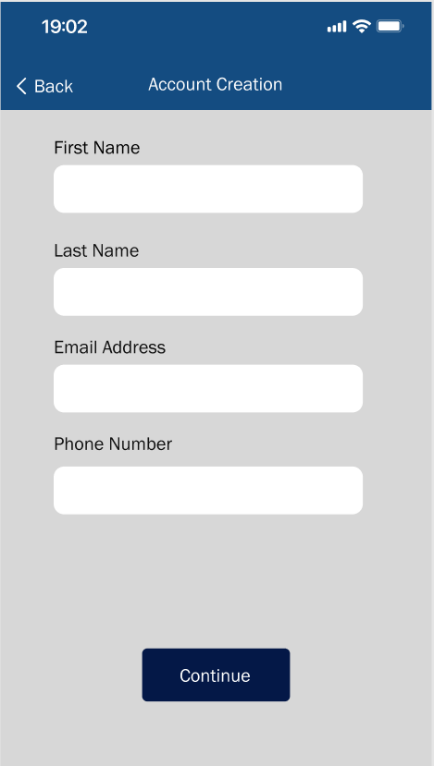 19:02
Back
Account Creation
First Name
Last Name
Email Address
Phone Number
Continue